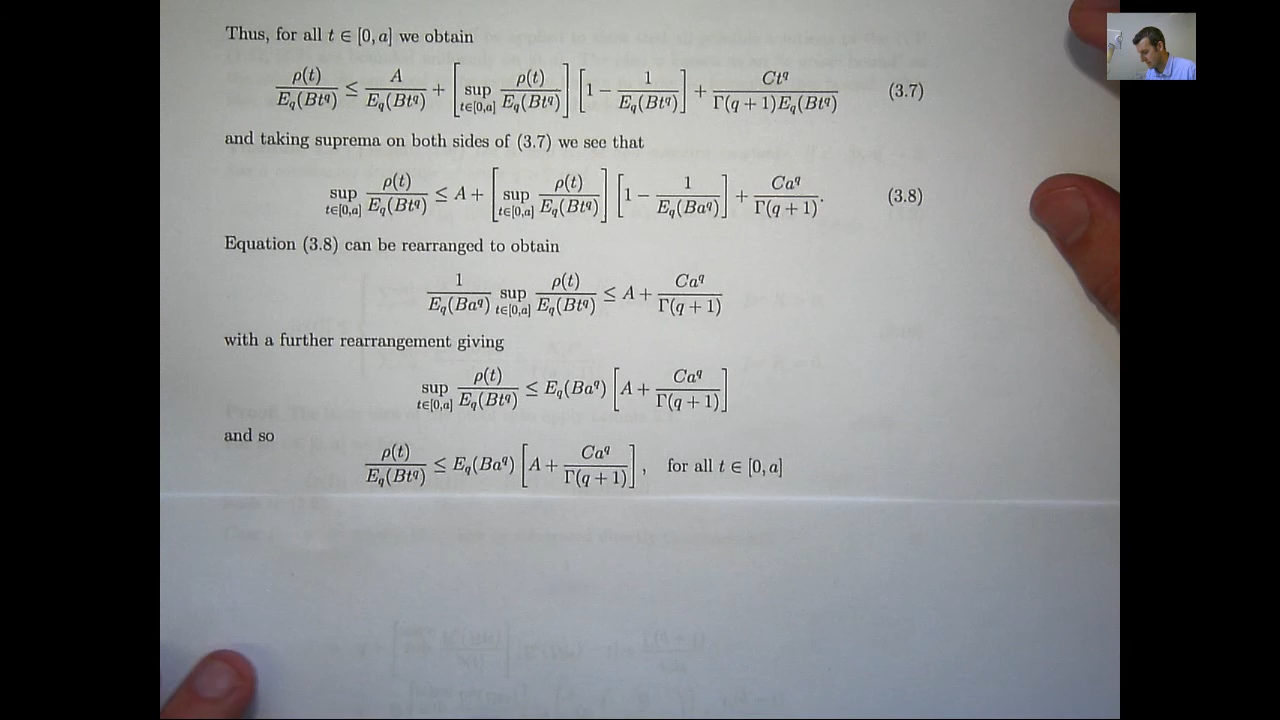 Thus, for all t ∈ [0, a] we obtain
ρ(t)/E_q(Bt^q) ≤ A/E_q(Bt^q) + [sup_{t∈[0,a]} ρ(t)/E_q(Bt^q)] [1 − 1/E_q(Bt^q)] + Ct^q/(Γ(q + 1)E_q(Bt^q)) (3.7)
and taking suprema on both sides of (3.7) we see that
sup_{t∈[0,a]} ρ(t)/E_q(Bt^q) ≤ A + [sup_{t∈[0,a]} ρ(t)/E_q(Bt^q)] [1 − 1/E_q(Ba^q)] + Ca^q/Γ(q + 1). (3.8)
Equation (3.8) can be rearranged to obtain
1/E_q(Ba^q) sup_{t∈[0,a]} ρ(t)/E_q(Bt^q) ≤ A + Ca^q/Γ(q + 1)
with a further rearrangement giving
sup_{t∈[0,a]} ρ(t)/E_q(Bt^q) ≤ E_q(Ba^q) [A + Ca^q/Γ(q + 1)]
and so
ρ(t)/E_q(Bt^q) ≤ E_q(Ba^q) [A + Ca^q/Γ(q + 1)], for all t ∈ [0, a]